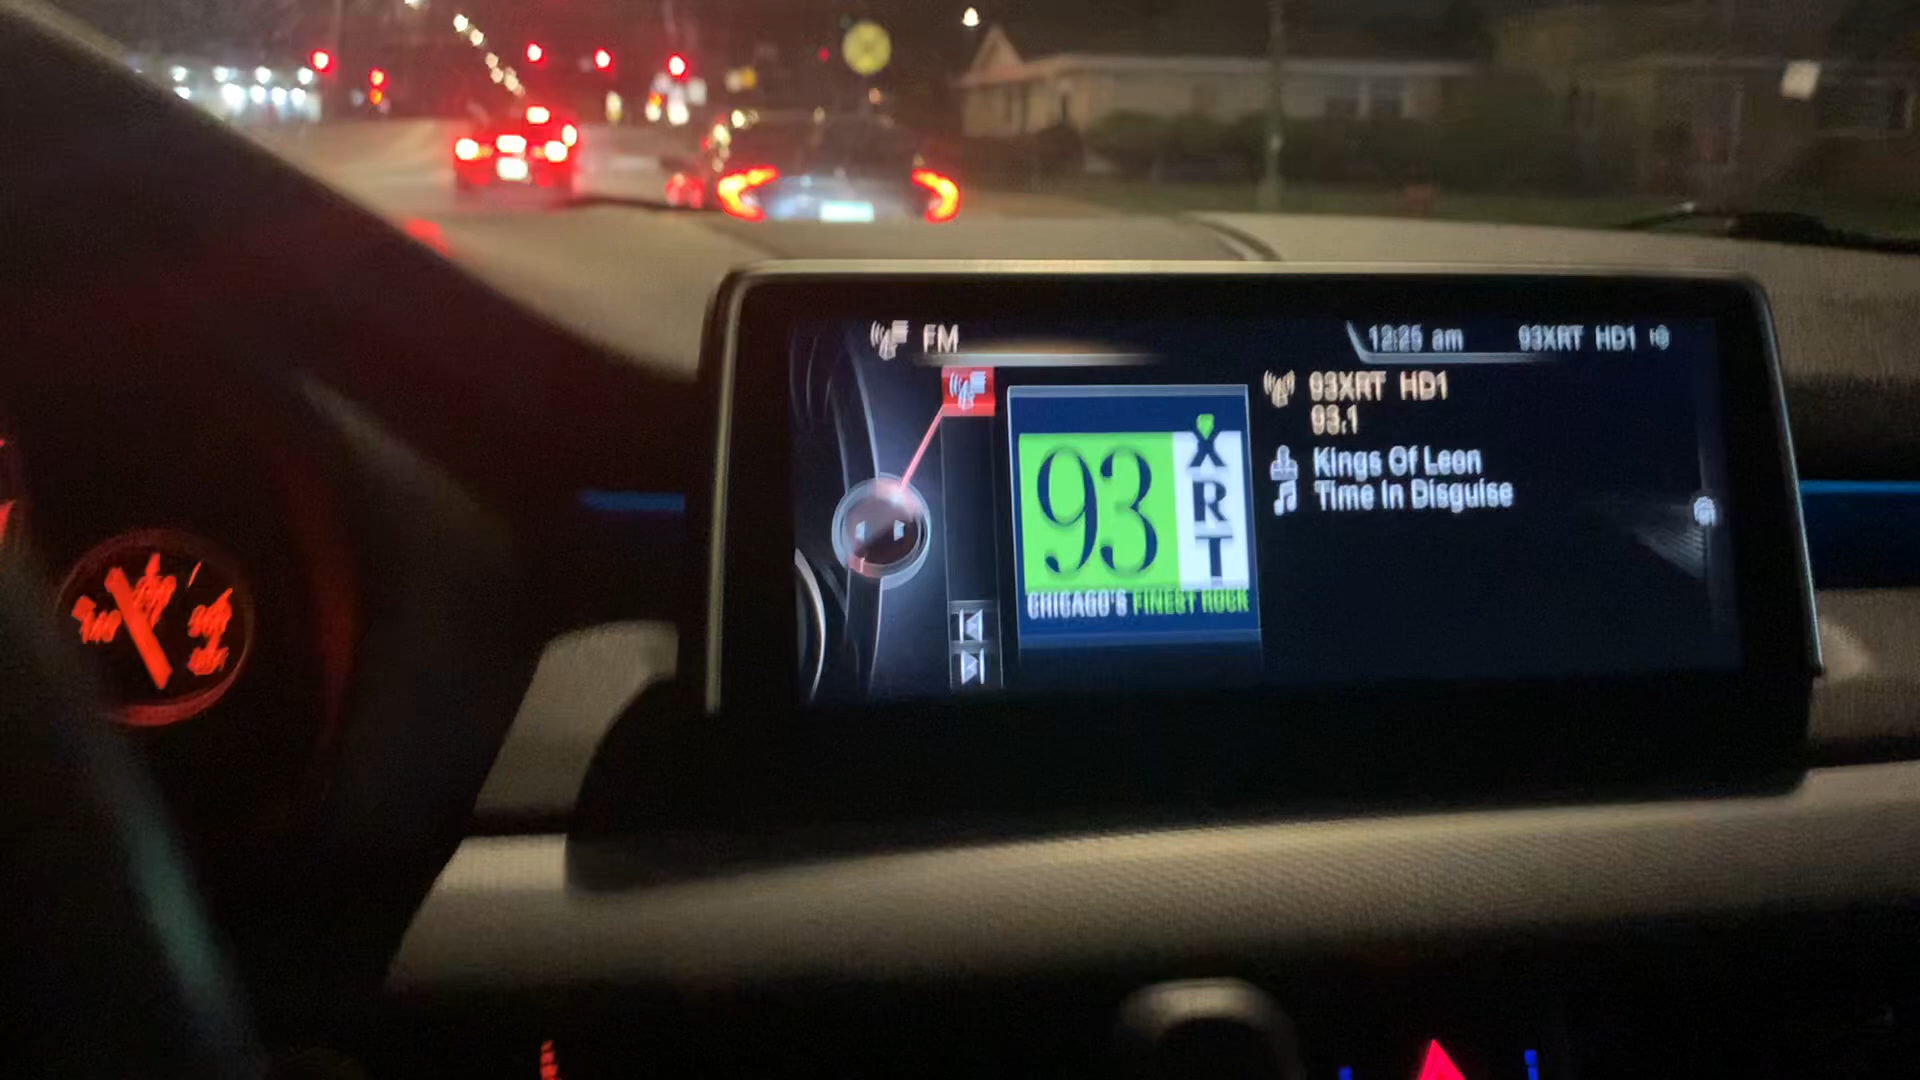 FM
12:25 am
93XRT HD1
93XRT HD1
93.1
Kings Of Leon
Time In Disguise
93
XRT
CHICAGO'S FINEST ROCK